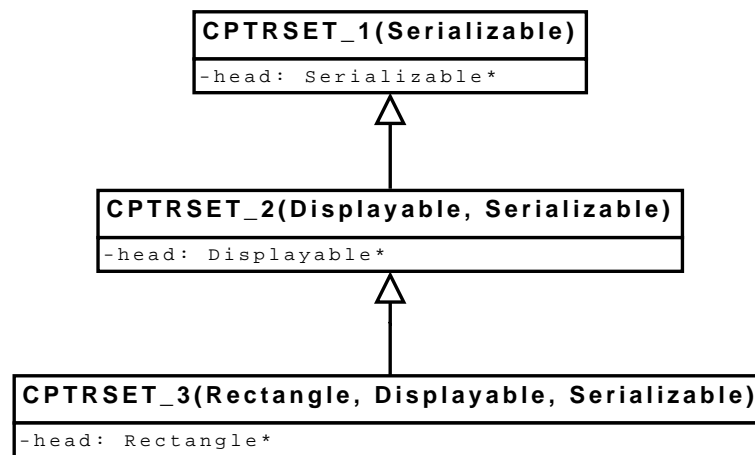 CPTRSET_1(Serializable)
-head: Serializable*
CPTRSET_2(Displayable, Serializable)
-head: Displayable*
CPTRSET_3(Rectangle, Displayable, Serializable)
-head: Rectangle*